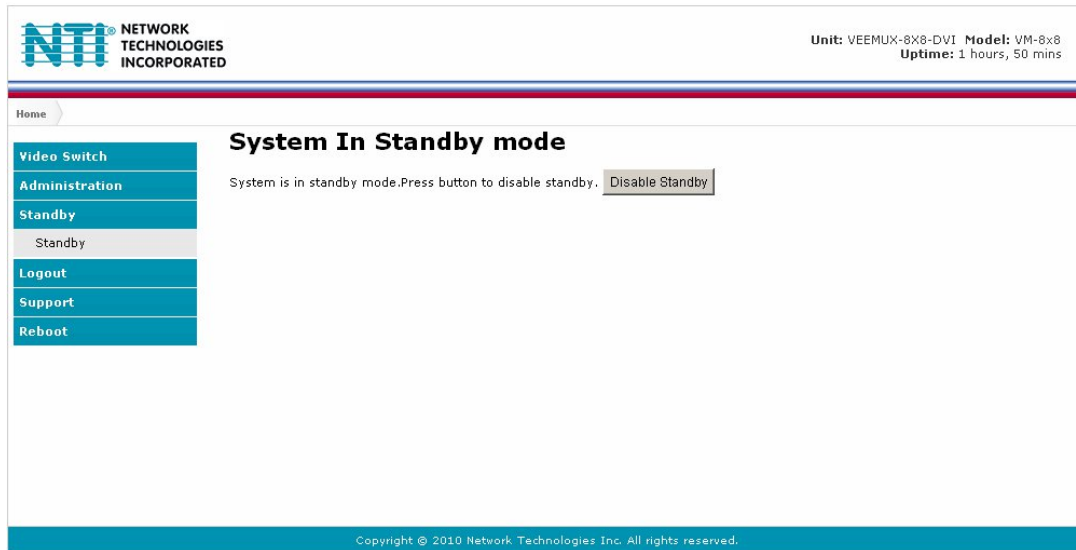 NTI® NETWORK
TECHNOLOGIES
INCORPORATED
Unit: VEEMUX-8X8-DVI Model: VM-8x8
Uptime: 1 hours, 50 mins
Home
Video Switch
Administration
Standby
Standby
Logout
Support
Reboot
System In Standby mode
System is in standby mode.Press button to disable standby. Disable Standby
Copyright © 2010 Network Technologies Inc. All rights reserved.